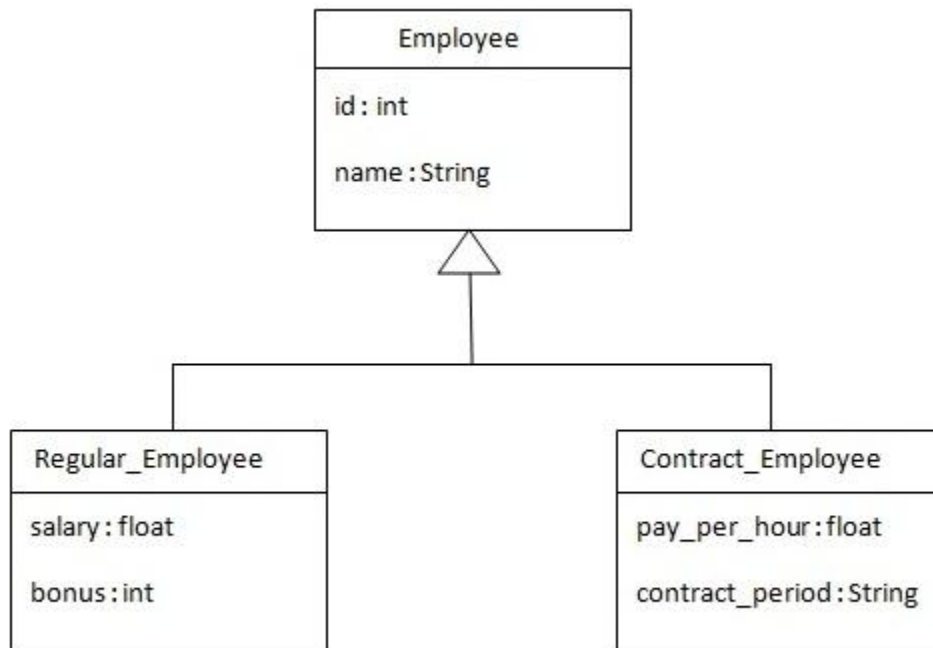 Employee
id : int
name : String
Regular_Employee
salary : float
bonus : int
Contract_Employee
pay_per_hour : float
contract_period : String